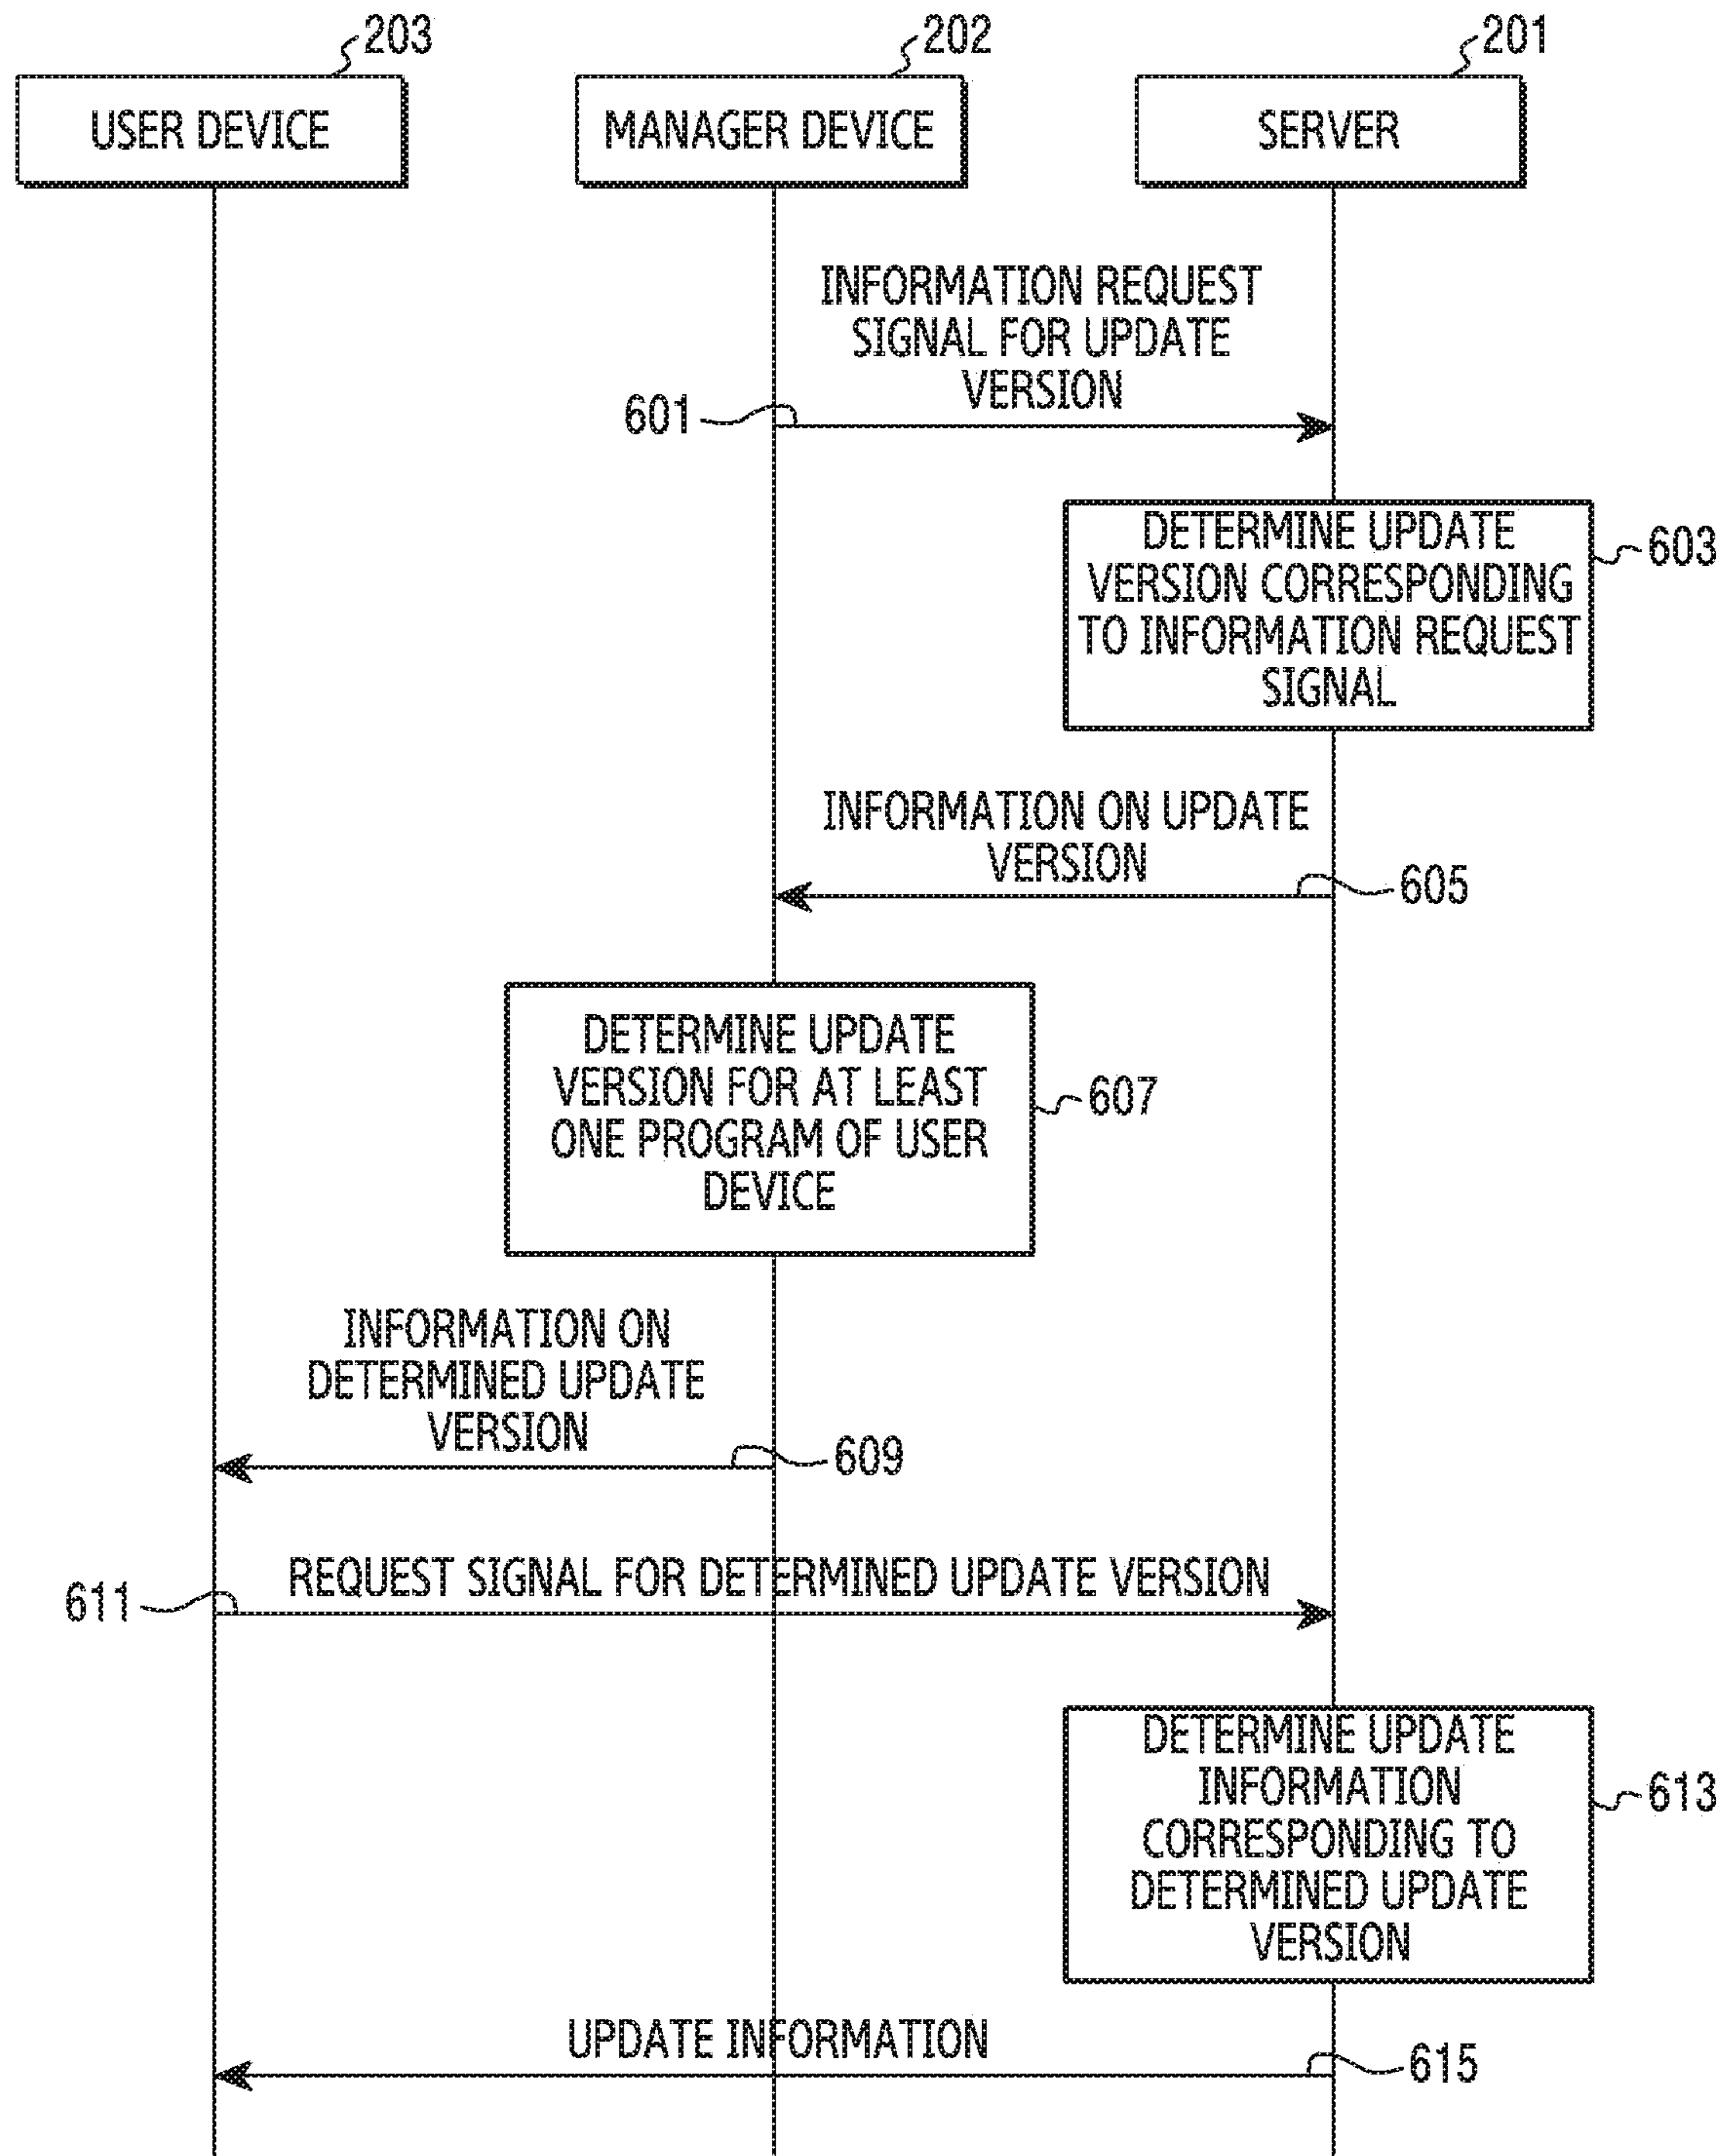 203
202
201
USER DEVICE
MANAGER DEVICE
SERVER
INFORMATION REQUEST
SIGNAL FOR UPDATE
VERSION
601
DETERMINE UPDATE
VERSION CORRESPONDING
TO INFORMATION REQUEST
SIGNAL
603
INFORMATION ON UPDATE
VERSION
605
DETERMINE UPDATE
VERSION FOR AT LEAST
ONE PROGRAM OF USER
DEVICE
607
INFORMATION ON
DETERMINED UPDATE
VERSION
609
REQUEST SIGNAL FOR DETERMINED UPDATE VERSION
611
DETERMINE UPDATE
INFORMATION
CORRESPONDING TO
DETERMINED UPDATE
VERSION
613
UPDATE INFORMATION
615